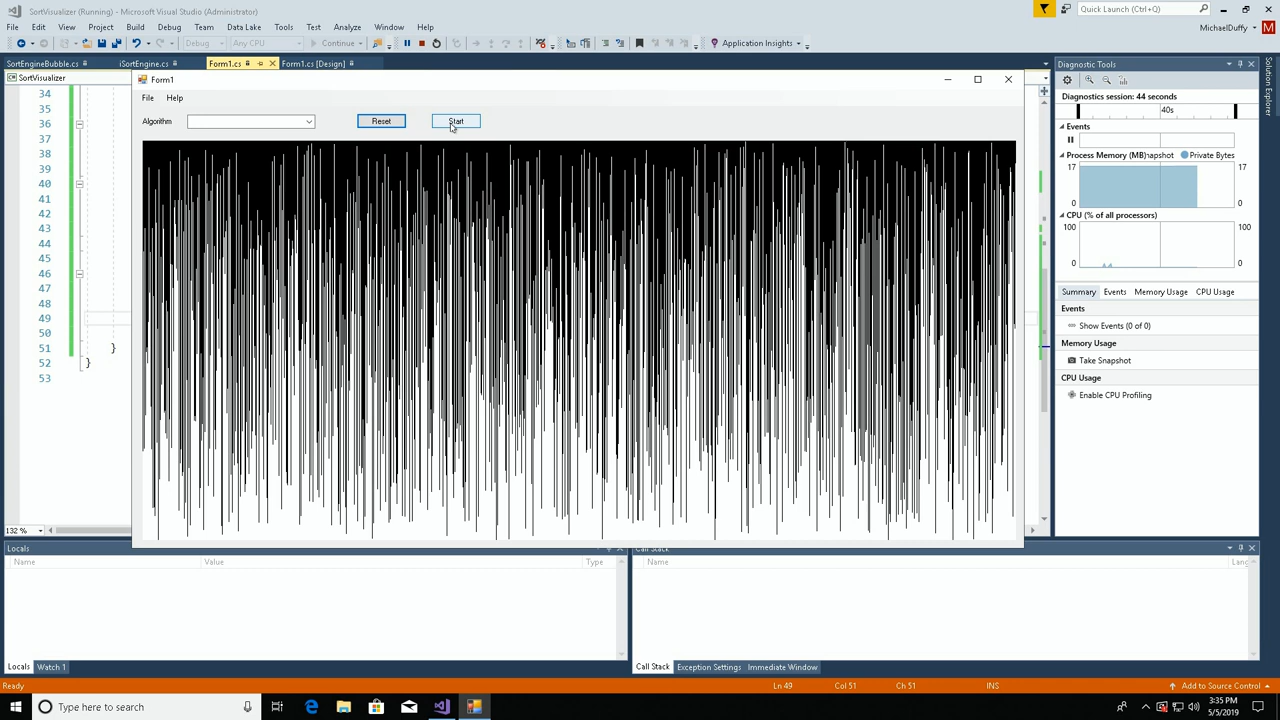 SortVisualizer (Running) - Microsoft Visual Studio (Administrator)
Quick Launch (Ctrl+Q)
File Edit View Project Build Debug Team Data Lake Tools Test Analyze Window Help
MichaelDuffy
M
Debug Any CPU Continue
Application Insights
SortEngineBubble.cs iSortEngine.cs Form1.cs Form1.cs [Design]
SortVisualizer
Form1
File Help
Algorithm Reset Start
34
35
36
37
38
39
40
41
42
43
44
45
46
47
48
49
50
51 }
52 }
53
132 %
Diagnostic Tools
Diagnostics session: 44 seconds
40s
Events
Process Memory (MB) Snapshot Private Bytes
17 17
0 0
CPU (% of all processors)
100 100
0 0
Summary Events Memory Usage CPU Usage
Events
Show Events (0 of 0)
Memory Usage
Take Snapshot
CPU Usage
Enable CPU Profiling
Solution Explorer
Locals
Name Value Type
Locals Watch 1
Call Stack
Name Lang
Call Stack Exception Settings Immediate Window
Ready Ln 49 Col 51 Ch 51 INS Add to Source Control
Type here to search
3:35 PM
5/5/2019